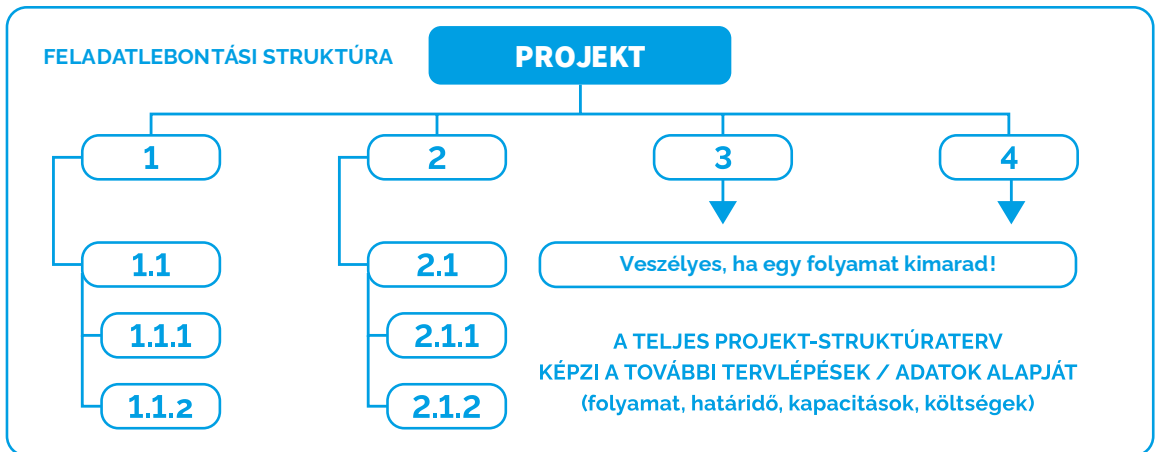 FELADATLEBONTÁSI STRUKTÚRA
PROJEKT
1
2
3
4
1.1
2.1
Veszélyes, ha egy folyamat kimarad!
1.1.1
2.1.1
1.1.2
2.1.2
A TELJES PROJEKT-STRUKTÚRATERV
KÉPZI A TOVÁBBI TERVLÉPÉSEK / ADATOK ALAPJÁT
(folyamat, határidő, kapacitások, költségek)